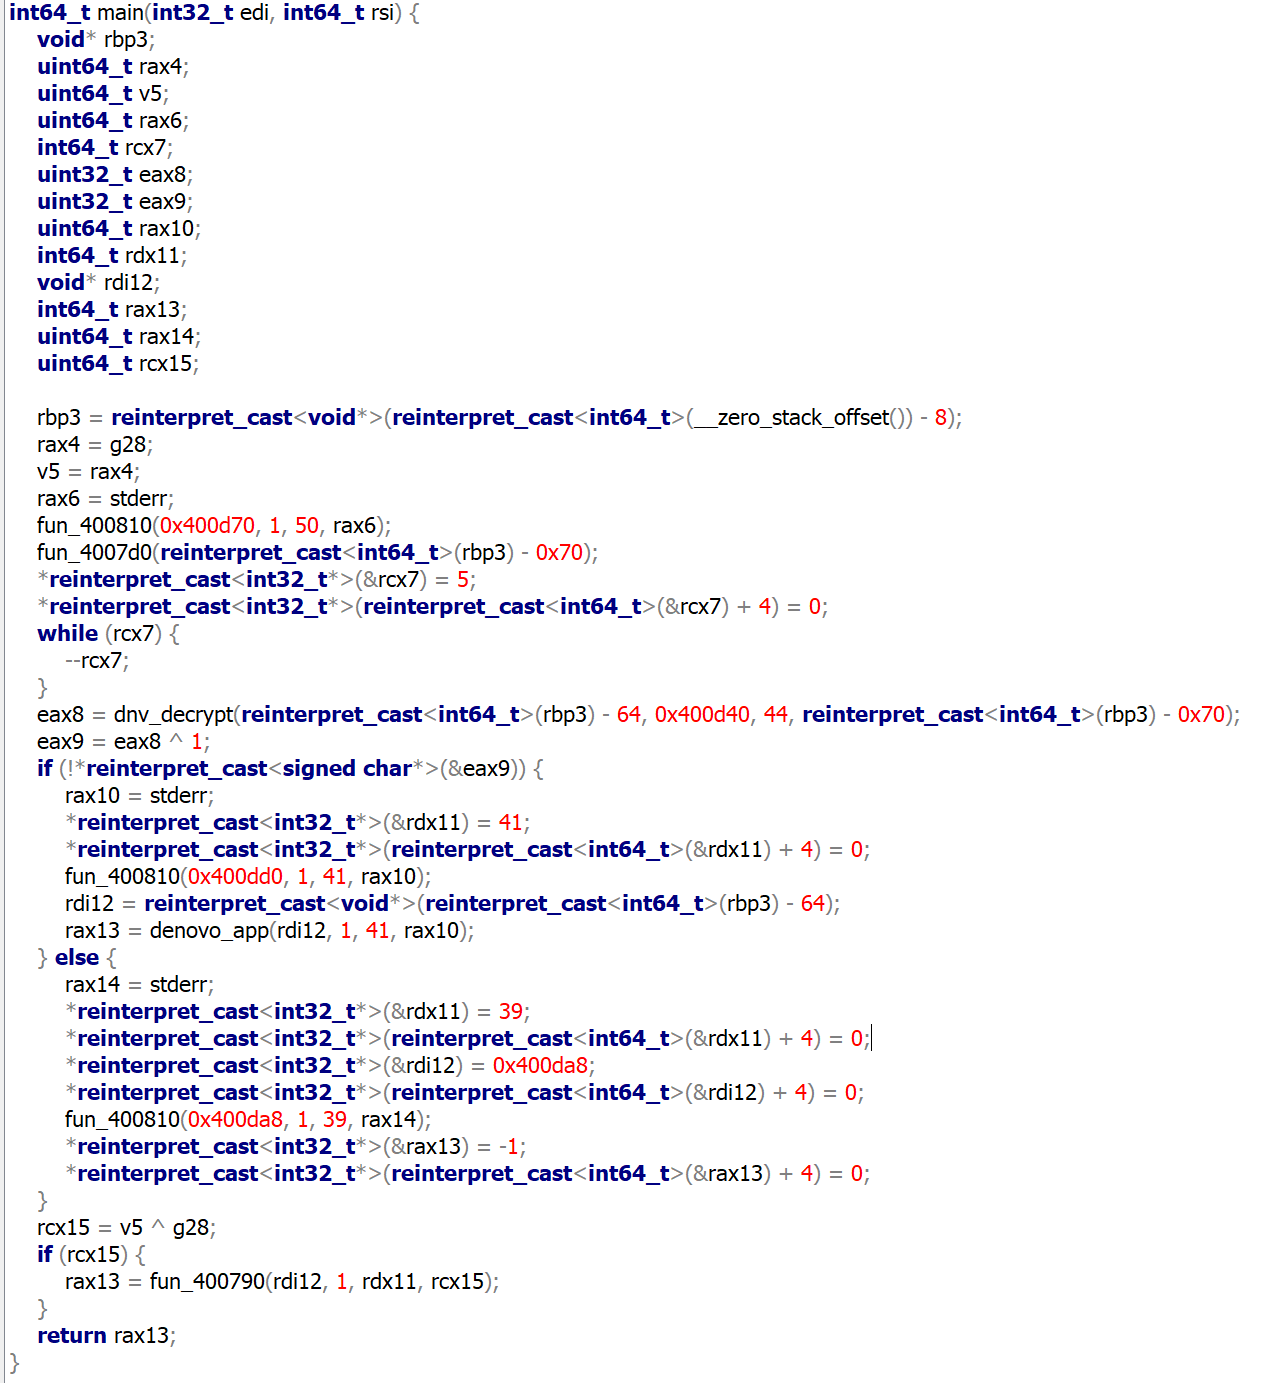 int64_t main(int32_t edi, int64_t rsi) {
void* rbp3;
uint64_t rax4;
uint64_t v5;
uint64_t rax6;
int64_t rcx7;
uint32_t eax8;
uint32_t eax9;
uint64_t rax10;
int64_t rdx11;
void* rdi12;
int64_t rax13;
uint64_t rax14;
uint64_t rcx15;

rbp3 = reinterpret_cast<void*>(reinterpret_cast<int64_t>(__zero_stack_offset()) - 8);
rax4 = g28;
v5 = rax4;
rax6 = stderr;
fun_400810(0x400d70, 1, 50, rax6);
fun_4007d0(reinterpret_cast<int64_t>(rbp3) - 0x70);
*reinterpret_cast<int32_t*>(&rcx7) = 5;
*reinterpret_cast<int32_t*>(reinterpret_cast<int64_t>(&rcx7) + 4) = 0;
while (rcx7) {
--rcx7;
}
eax8 = dnv_decrypt(reinterpret_cast<int64_t>(rbp3) - 64, 0x400d40, 44, reinterpret_cast<int64_t>(rbp3) - 0x70);
eax9 = eax8 ^ 1;
if (!*reinterpret_cast<signed char*>(&eax9)) {
rax10 = stderr;
*reinterpret_cast<int32_t*>(&rdx11) = 41;
*reinterpret_cast<int32_t*>(reinterpret_cast<int64_t>(&rdx11) + 4) = 0;
fun_400810(0x400dd0, 1, 41, rax10);
rdi12 = reinterpret_cast<void*>(reinterpret_cast<int64_t>(rbp3) - 64);
rax13 = denovo_app(rdi12, 1, 41, rax10);
} else {
rax14 = stderr;
*reinterpret_cast<int32_t*>(&rdx11) = 39;
*reinterpret_cast<int32_t*>(reinterpret_cast<int64_t>(&rdx11) + 4) = 0;
*reinterpret_cast<int32_t*>(&rdi12) = 0x400da8;
*reinterpret_cast<int32_t*>(reinterpret_cast<int64_t>(&rdi12) + 4) = 0;
fun_400810(0x400da8, 1, 39, rax14);
*reinterpret_cast<int32_t*>(&rax13) = -1;
*reinterpret_cast<int32_t*>(reinterpret_cast<int64_t>(&rax13) + 4) = 0;
}
rcx15 = v5 ^ g28;
if (rcx15) {
rax13 = fun_400790(rdi12, 1, rdx11, rcx15);
}
return rax13;
}